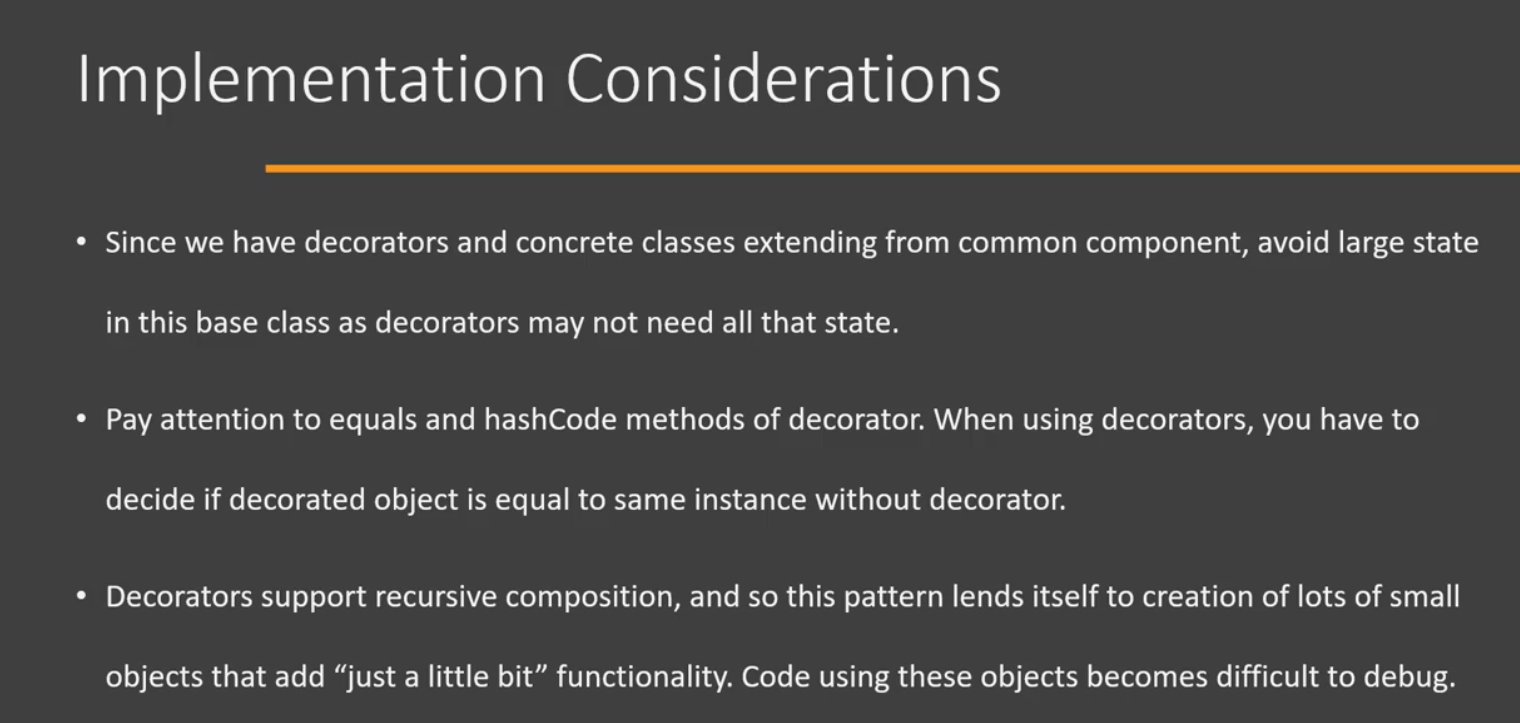 Implementation Considerations
• Since we have decorators and concrete classes extending from common component, avoid large state
in this base class as decorators may not need all that state.
• Pay attention to equals and hashCode methods of decorator. When using decorators, you have to
decide if decorated object is equal to same instance without decorator.
• Decorators support recursive composition, and so this pattern lends itself to creation of lots of small
objects that add “just a little bit” functionality. Code using these objects becomes difficult to debug.